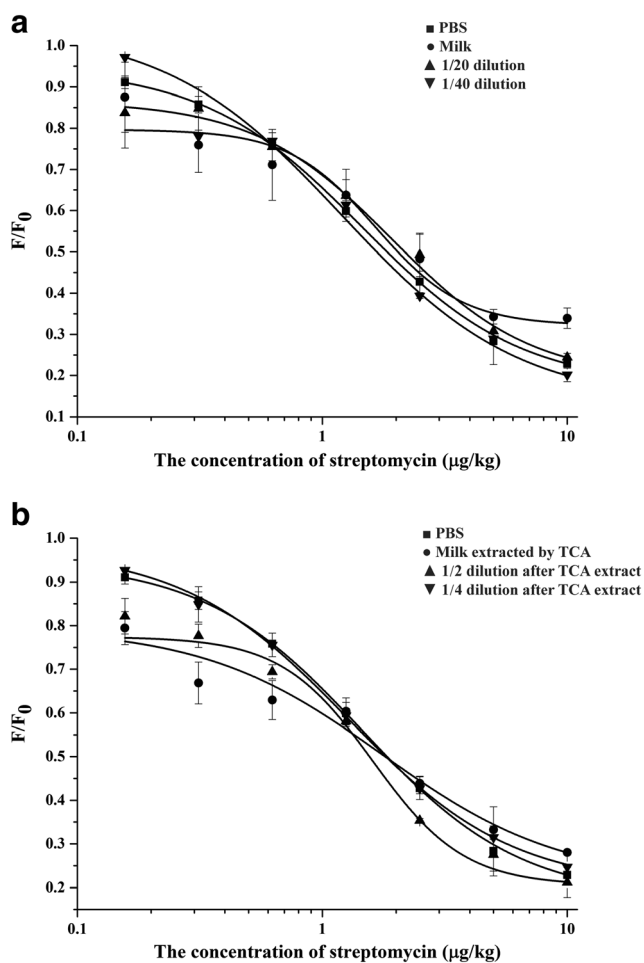 a
PBS
Milk
1/20 dilution
1/40 dilution
1.0
0.9
0.8
0.7
0.6
0.5
0.4
0.3
0.2
0.1
F/F0
0.1 1 10
The concentration of streptomycin (μg/kg)
b
PBS
Milk extracted by TCA
1/2 dilution after TCA extract
1/4 dilution after TCA extract
1.0
0.9
0.8
0.7
0.6
0.5
0.4
0.3
0.2
F/F0
0.1 1 10
The concentration of streptomycin (μg/kg)